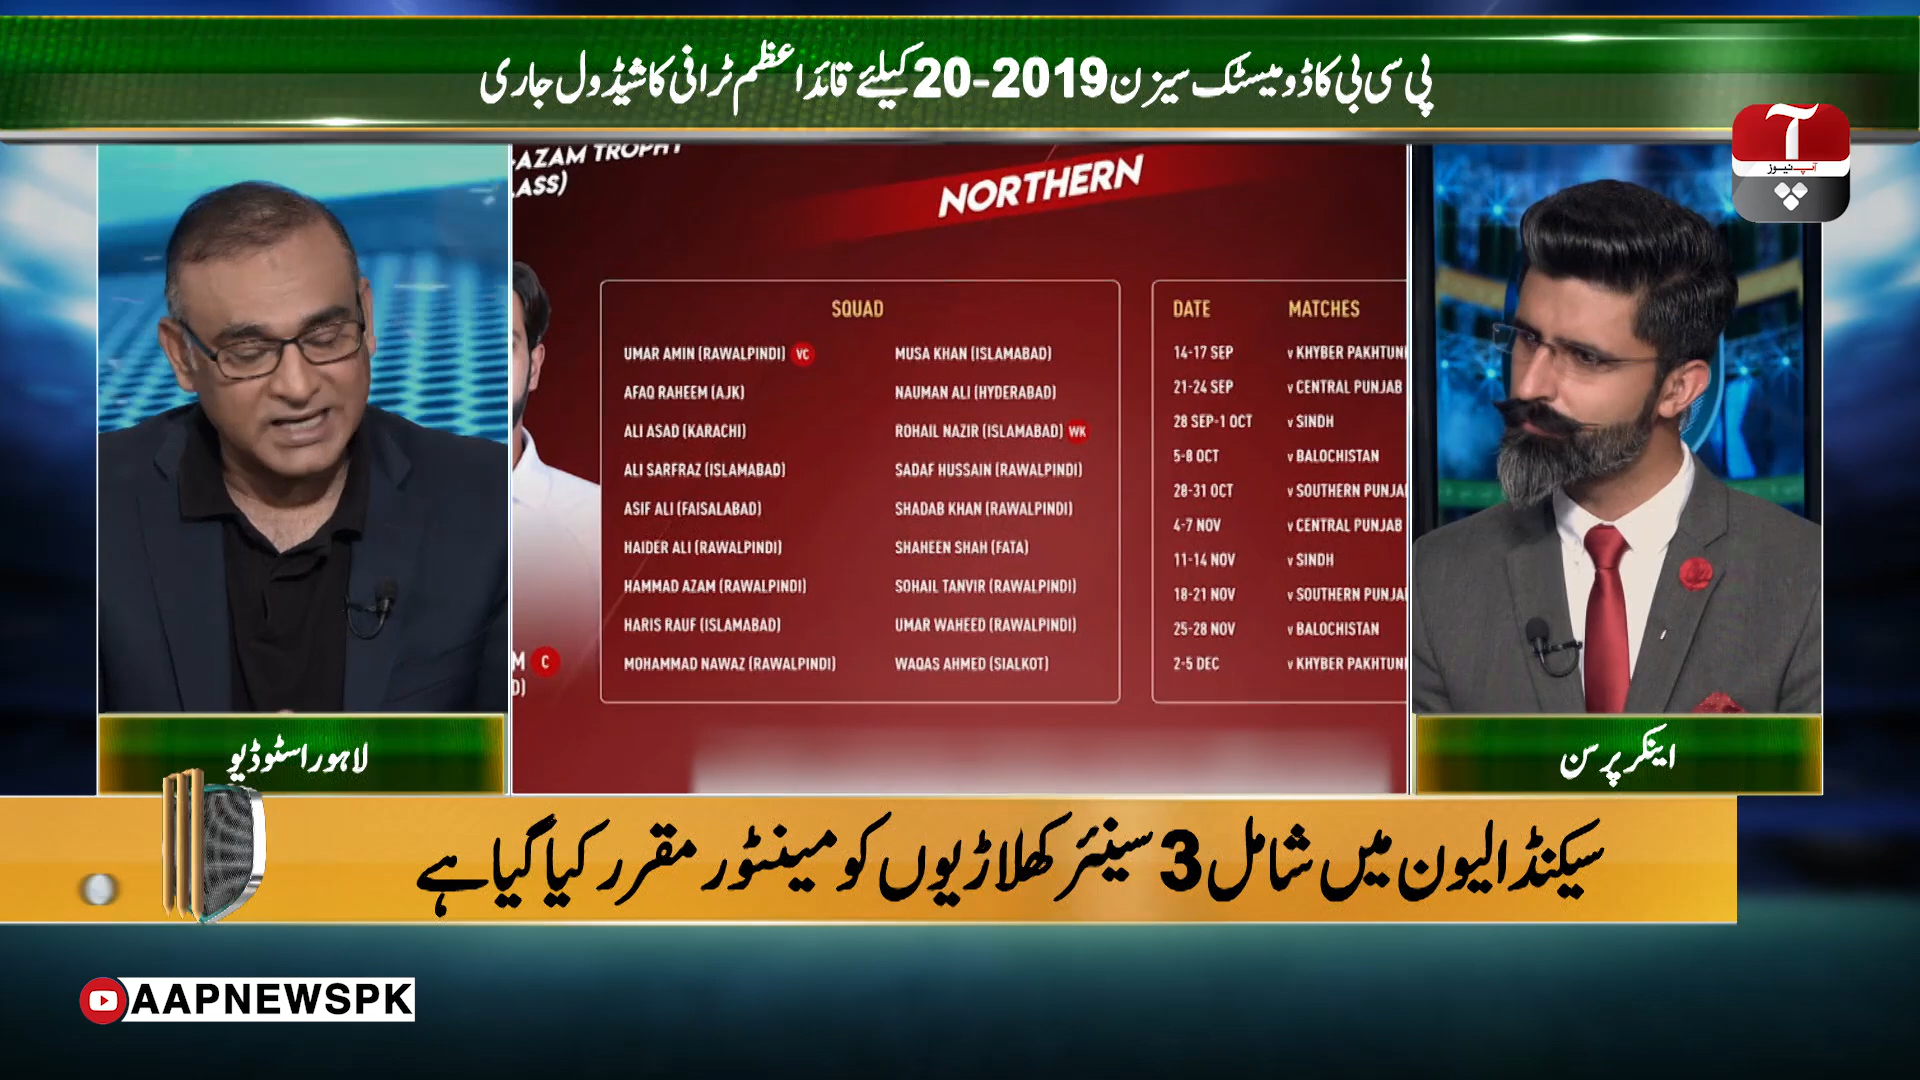 پی سی بی کا ڈومیسٹک سیزن 2019-20 کیلئے قائداعظم ٹرافی کا شیڈول جاری
آپ نیوز
-AZAM TROPHY
NORTHERN
SQUAD
UMAR AMIN (RAWALPINDI) VC
AFAQ RAHEEM (AJK)
ALI ASAD (KARACHI)
ALI SARFRAZ (ISLAMABAD)
ASIF ALI (FAISALABAD)
HAIDER ALI (RAWALPINDI)
HAMMAD AZAM (RAWALPINDI)
HARIS RAUF (ISLAMABAD)
MOHAMMAD NAWAZ (RAWALPINDI)
MUSA KHAN (ISLAMABAD)
NAUMAN ALI (HYDERABAD)
ROHAIL NAZIR (ISLAMABAD) WK
SADAF HUSSAIN (RAWALPINDI)
SHADAB KHAN (RAWALPINDI)
SHAHEEN SHAH (FATA)
SOHAIL TANVIR (RAWALPINDI)
UMAR WAHEED (RAWALPINDI)
WAQAS AHMED (SIALKOT)
DATE MATCHES
14-17 SEP v KHYBER PAKHTUN
21-24 SEP v CENTRAL PUNJAB
28 SEP-1 OCT v SINDH
5-8 OCT v BALOCHISTAN
28-31 OCT v SOUTHERN PUNJA
4-7 NOV v CENTRAL PUNJAB
11-14 NOV v SINDH
18-21 NOV v SOUTHERN PUNJA
25-28 NOV v BALOCHISTAN
2-5 DEC v KHYBER PAKHTUN
M C
لاہور اسٹوڈیو
اینکر پرسن
سیکنڈ الیون میں شامل 3 سینئر کھلاڑیوں کو مینٹور مقرر کیا گیا ہے
AAPNEWSPK